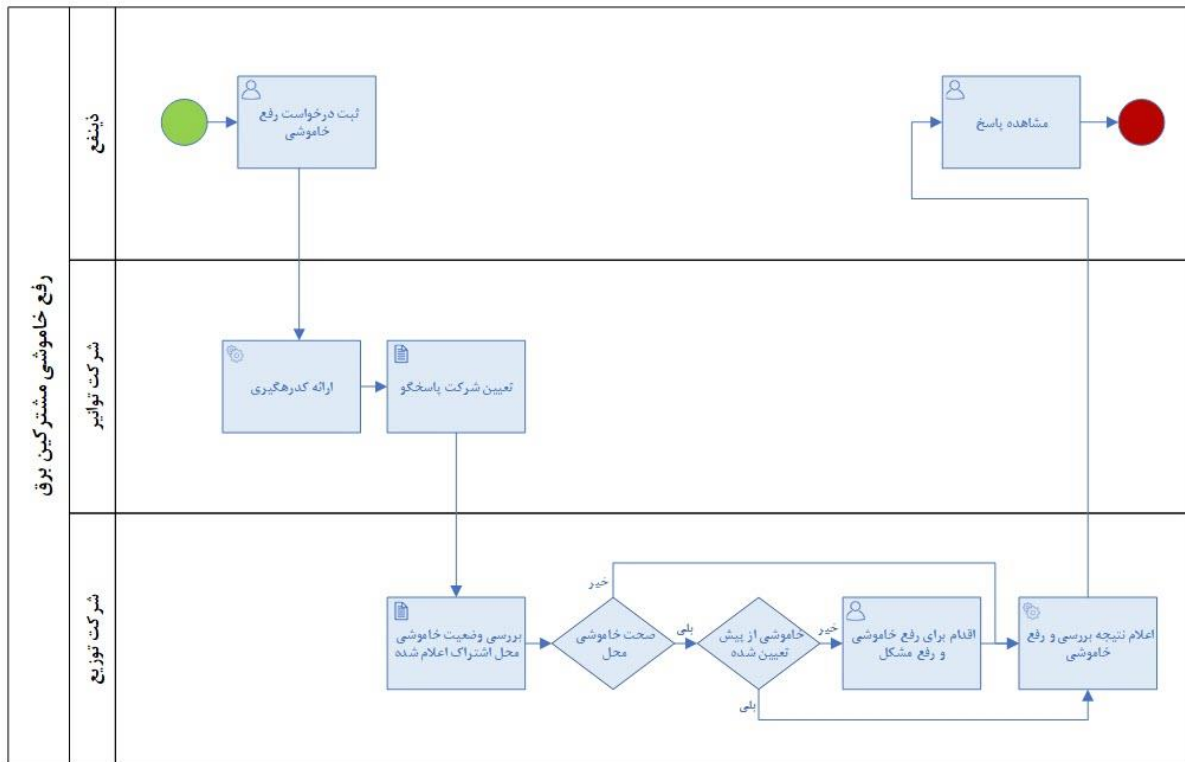 رفع خاموشی مشترکین برق
ذینفع
ثبت درخواست رفع
خاموشی
مشاهده پاسخ
شرکت توانیر
ارائه کدرهگیری
تعیین شرکت پاسخگو
شرکت توزیع
بررسی وضعیت خاموشی
محل اشتراک اعلام شده
صحت خاموشی
محل
خیر
بلی
خاموشی از پیش
تعیین شده
خیر
بلی
اقدام برای رفع خاموشی
و رفع مشکل
اعلام نتیجه بررسی و رفع
خاموشی